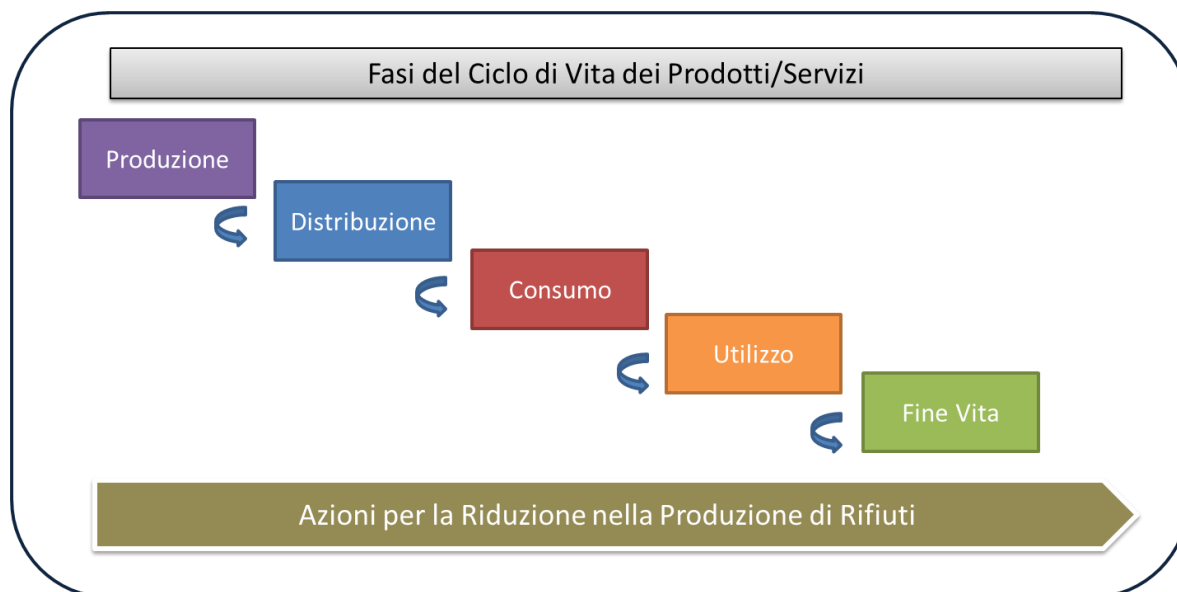 Fasi del Ciclo di Vita dei Prodotti/Servizi
Produzione
Distribuzione
Consumo
Utilizzo
Fine Vita
Azioni per la Riduzione nella Produzione di Rifiuti